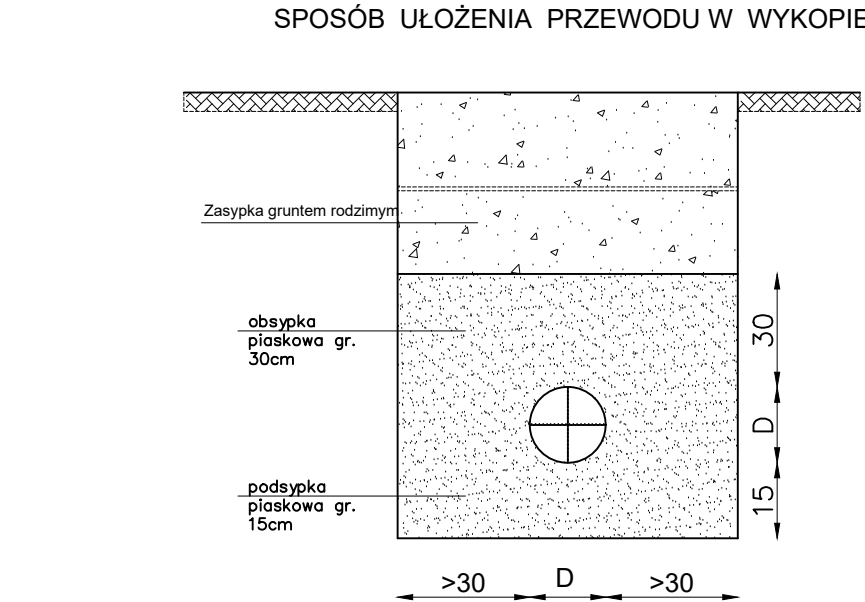 SPOSÓB UŁOŻENIA PRZEWODU W WYKOPIE
Zasypka gruntem rodzimym
obsypka
piaskowa gr.
30cm
30
D
podsypka
piaskowa gr.
15cm
15
>30
D
>30